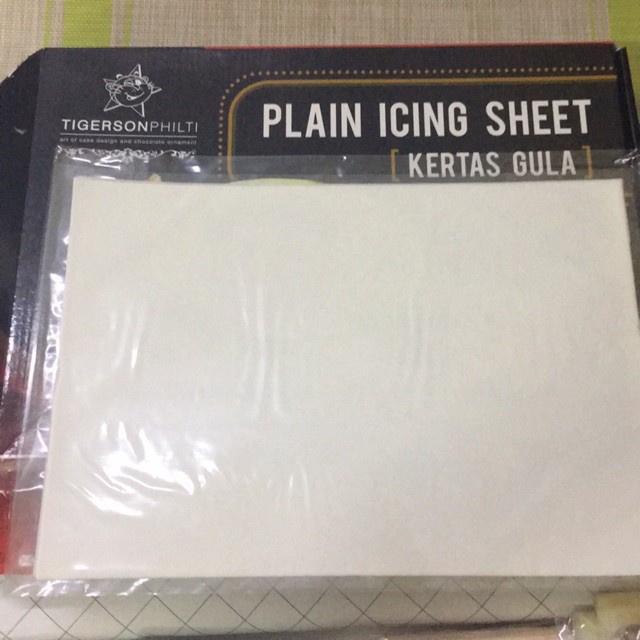 TIGERSONPHILTI
art of cake design and chocolate ornament
PLAIN ICING SHEET
[ KERTAS GULA ]